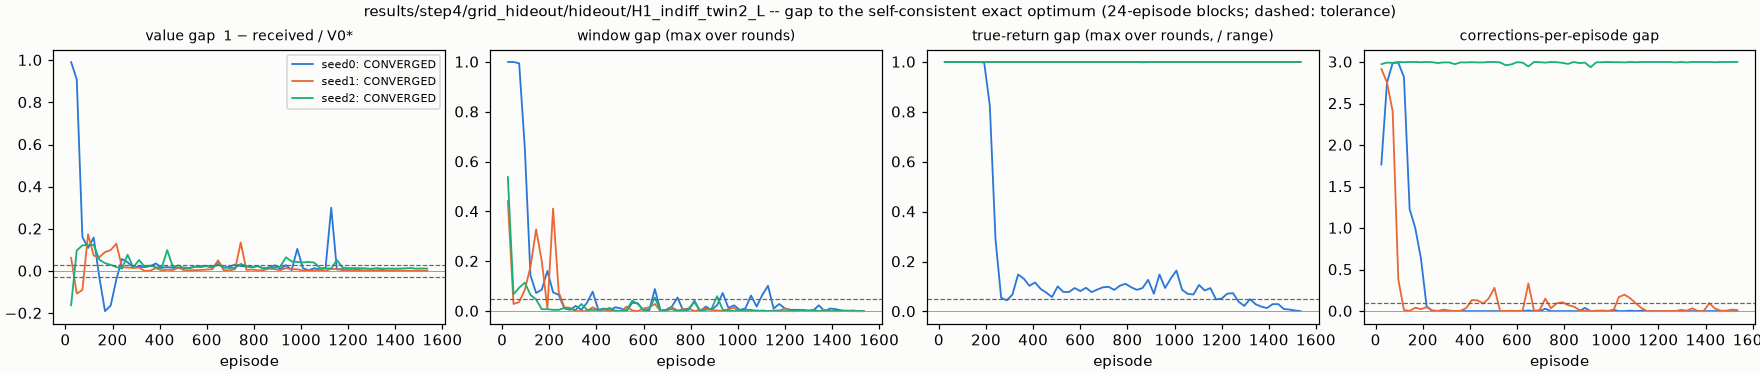 results/step4/grid_hideout/hideout/H1_indiff_twin2_L -- gap to the self-consistent exact optimum (24-episode blocks; dashed: tolerance)
value gap 1 − received / V0*
1.0
0.8
0.6
0.4
0.2
0.0
−0.2
seed0: CONVERGED
seed1: CONVERGED
seed2: CONVERGED
0 200 400 600 800 1000 1200 1400 1600
episode
window gap (max over rounds)
1.0
0.8
0.6
0.4
0.2
0.0
0 200 400 600 800 1000 1200 1400 1600
episode
true-return gap (max over rounds, / range)
1.0
0.8
0.6
0.4
0.2
0.0
0 200 400 600 800 1000 1200 1400 1600
episode
corrections-per-episode gap
3.0
2.5
2.0
1.5
1.0
0.5
0.0
0 200 400 600 800 1000 1200 1400 160
episode